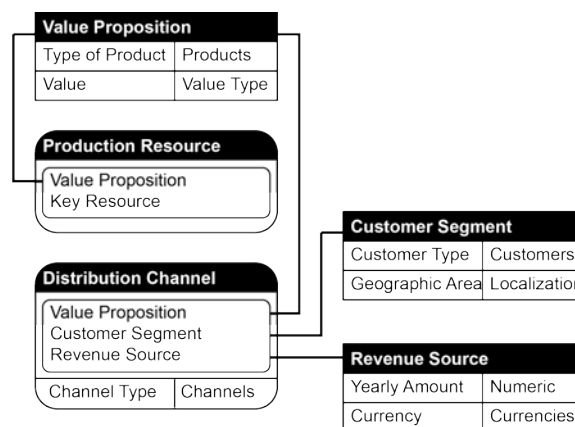 Value Proposition
Type of Product Products
Value Value Type
Production Resource
Value Proposition
Key Resource
Distribution Channel
Value Proposition
Customer Segment
Revenue Source
Channel Type Channels
Customer Segment
Customer Type Customers
Geographic Area Localization
Revenue Source
Yearly Amount Numeric
Currency Currencies